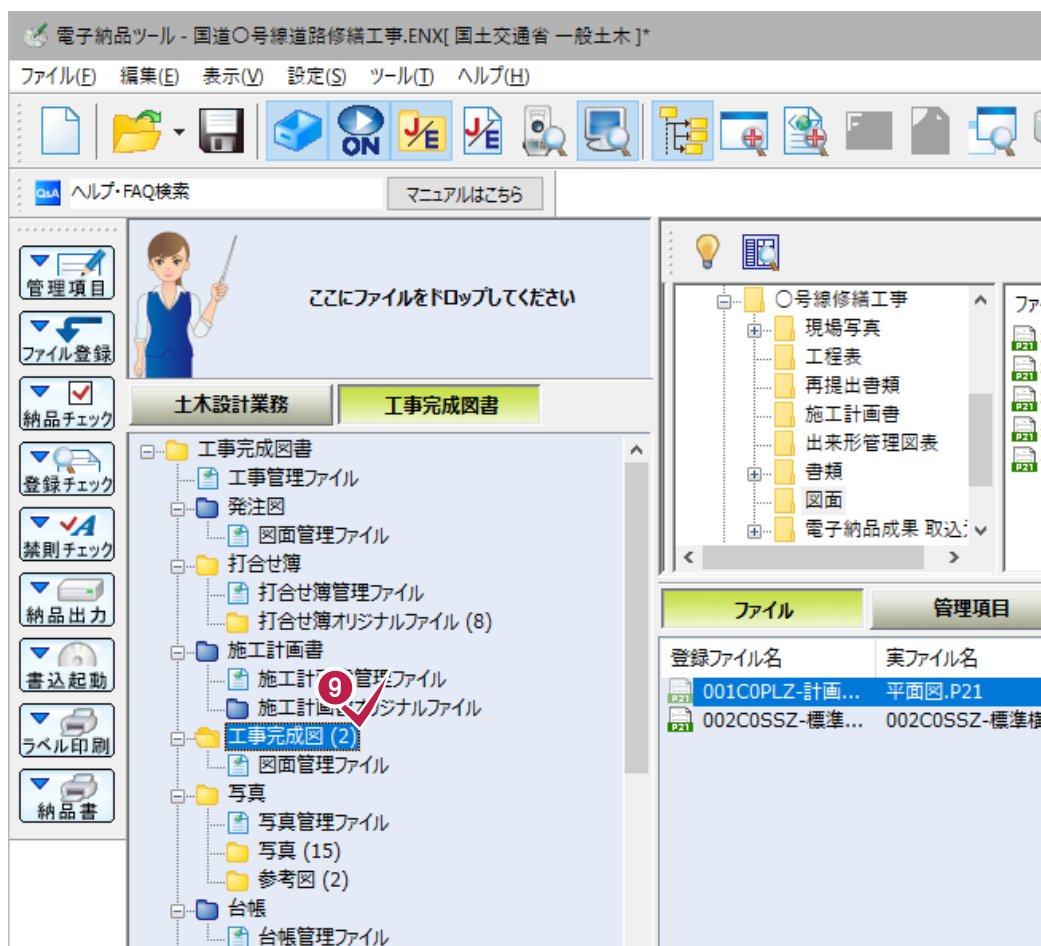 電子納品ツール - 国道〇号線道路修繕工事.ENX[ 国土交通省 一般土木 ]*
ファイル(F) 編集(E) 表示(V) 設定(S) ツール(T) ヘルプ(H)
ON J/E J/E
Q&A ヘルプ・FAQ検索 マニュアルはこちら
管理項目
ファイル登録
納品チェック
登録チェック
禁則チェック
納品出力
書込起動
ラベル印刷
納品書
ここにファイルをドロップしてください
土木設計業務 工事完成図書
工事完成図書
工事管理ファイル
発注図
図面管理ファイル
打合せ簿
打合せ簿管理ファイル
打合せ簿オリジナルファイル (8)
施工計画書
施工計 管理ファイル
9
施工計画書オリジナルファイル
工事完成図 (2)
図面管理ファイル
写真
写真管理ファイル
写真 (15)
参考図 (2)
台帳
台帳管理ファイル
〇号線修繕工事
現場写真
工程表
再提出書類
施工計画書
出来形管理図表
書類
図面
電子納品成果 取込
ファ
P21
P21
P21
P21
P21
ファイル 管理項目
登録ファイル名 実ファイル名
P21 001C0PLZ-計画... 平面図.P21
P21 002C0SSZ-標準... 002C0SSZ-標準横